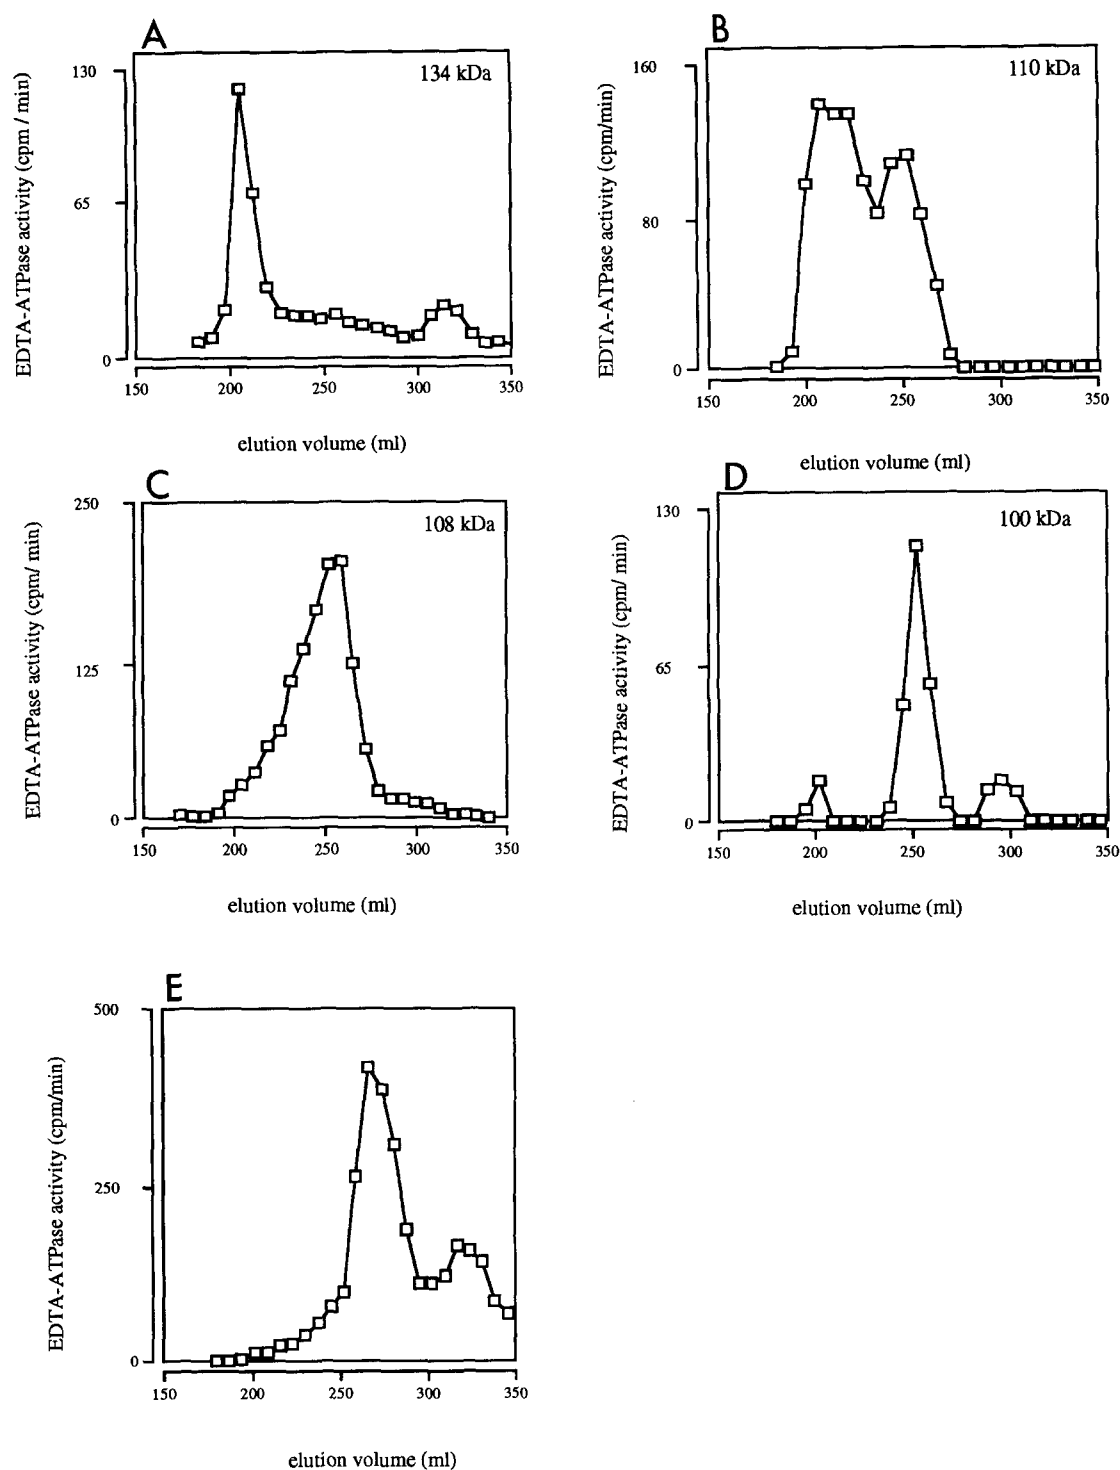 A
134 kDa
EDTA-ATPase activity (cpm / min)
130
65
0
150 200 250 300 350
elution volume (ml)
B
110 kDa
EDTA-ATPase activity (cpm/min)
160
80
0
150 200 250 300 350
elution volume (ml)
C
108 kDa
EDTA-ATPase activity (cpm/ min)
250
125
0
150 200 250 300 350
elution volume (ml)
D
100 kDa
EDTA-ATPase activity (cpm/ min)
130
65
0
150 200 250 300 350
elution volume (ml)
E
EDTA-ATPase activity (cpm/min)
500
250
0
150 200 250 300 350
elution volume (ml)